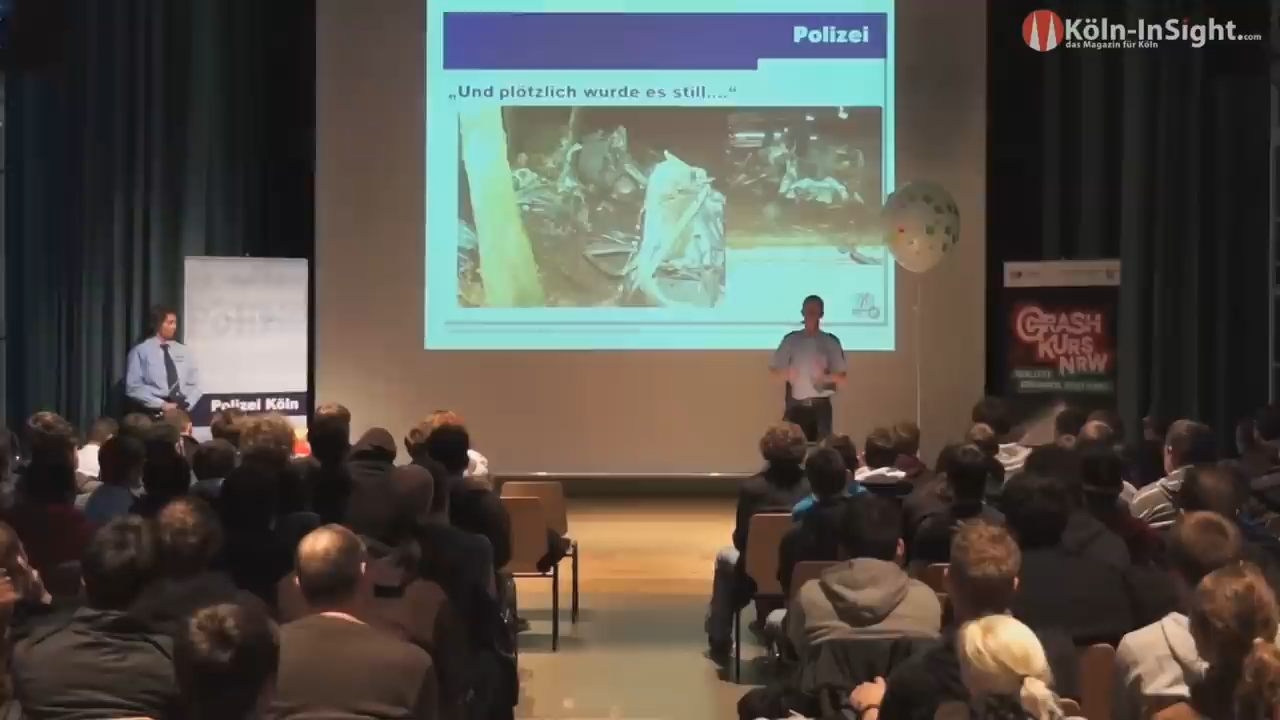 Köln-InSight.com
das Magazin für Köln
Polizei
„Und plötzlich wurde es still...."
Polizei Köln
CRASH
KURS
NRW